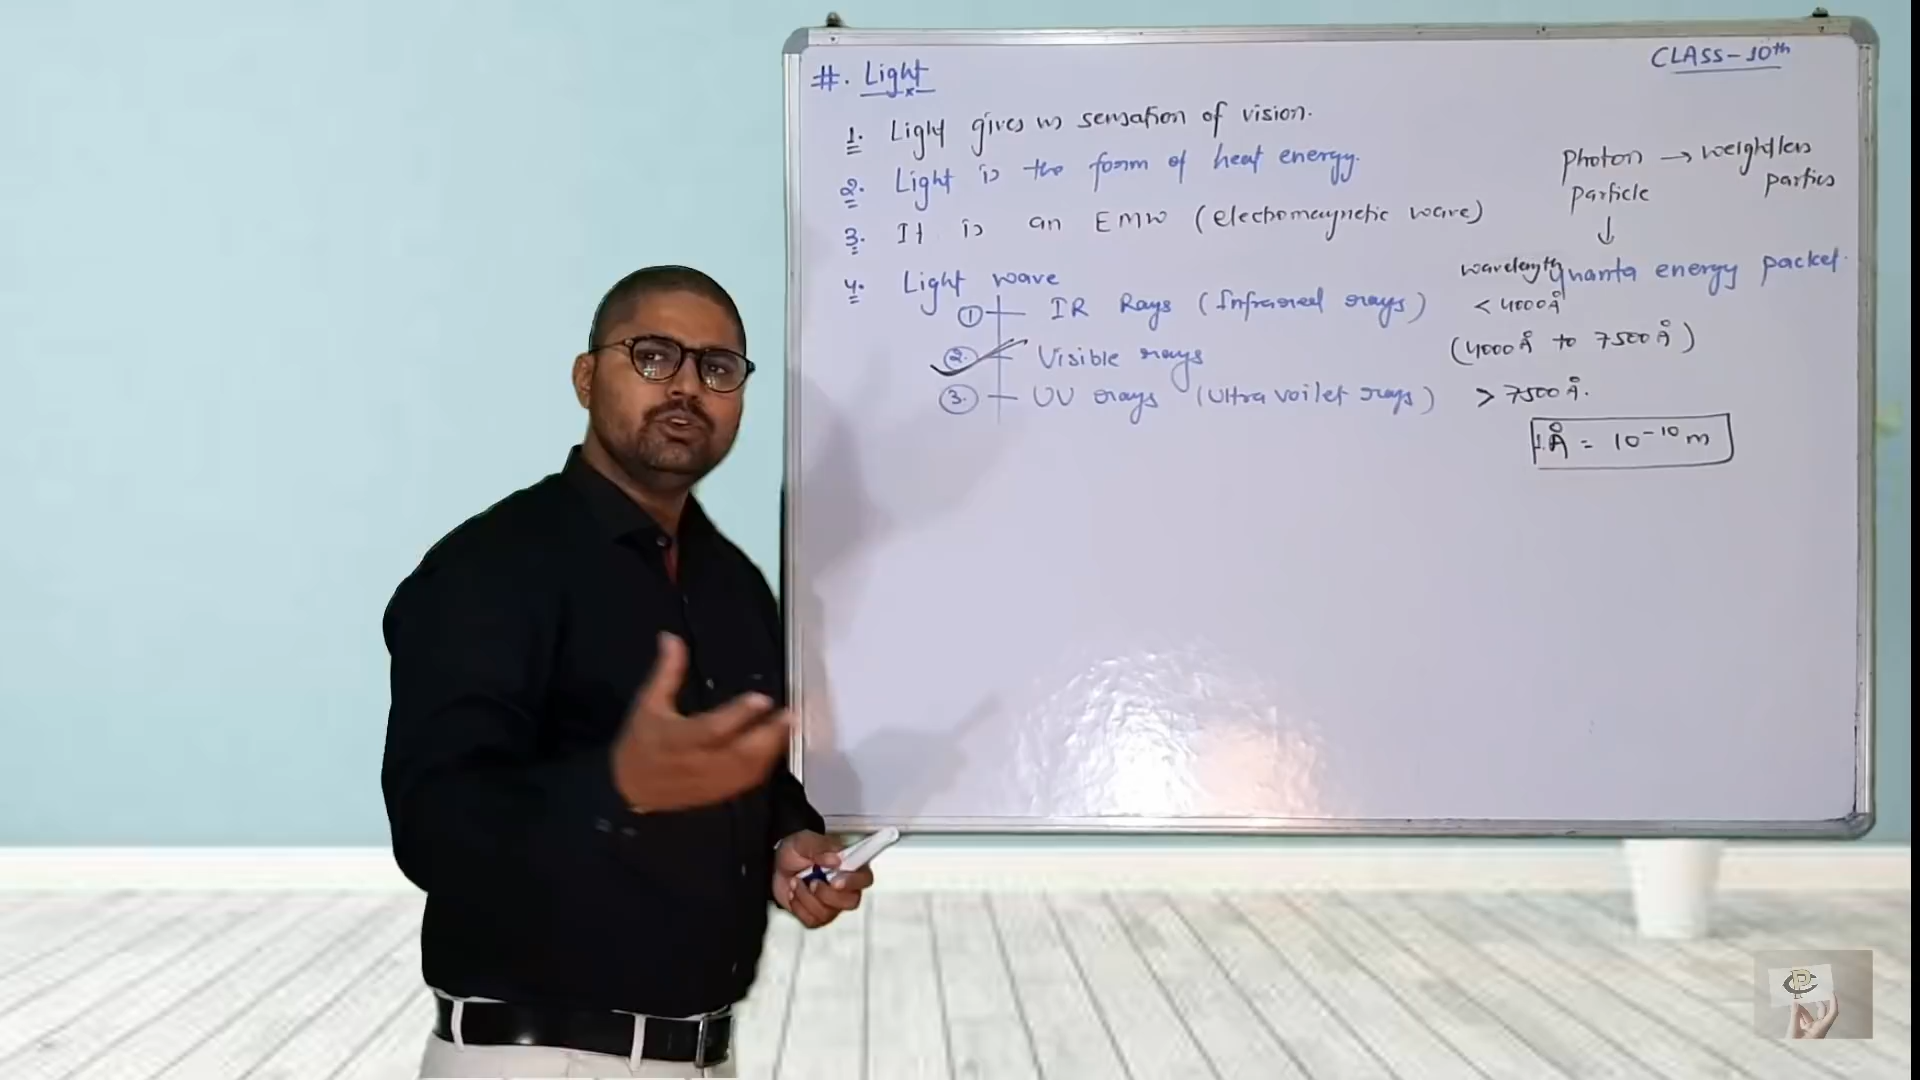 #. Light
CLASS-10th
1. Light gives us sensation of vision.
2. Light is the form of heat energy.
3. It is an EMW (electromagnetic wave)
Photon → weightless
particle partics
↓
quanta energy packet.
4. Light wave
wavelength
① IR Rays (Infrared rays) < 4000Å
②. Visible rays (4000Å to 7500Å)
③. UV rays (Ultra voilet rays) > 7500Å.
1.Å = 10⁻¹⁰ m